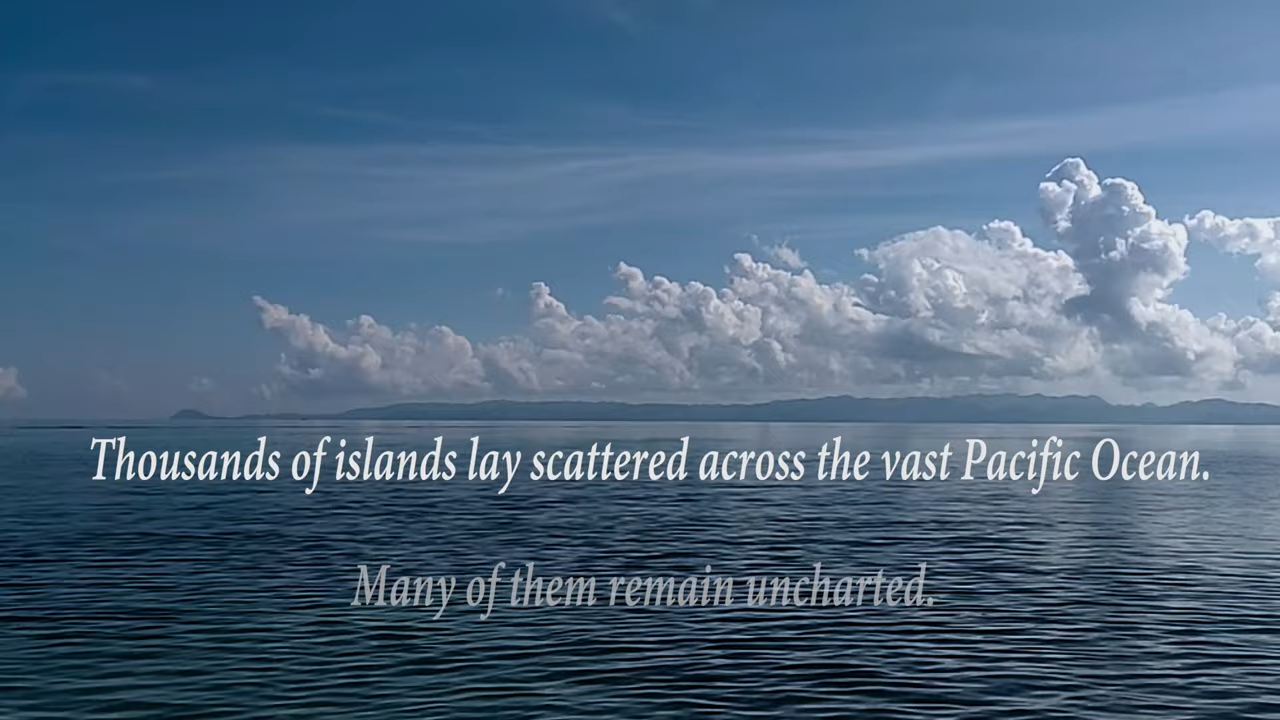 Thousands of islands lay scattered across the vast Pacific Ocean.
Many of them remain uncharted.